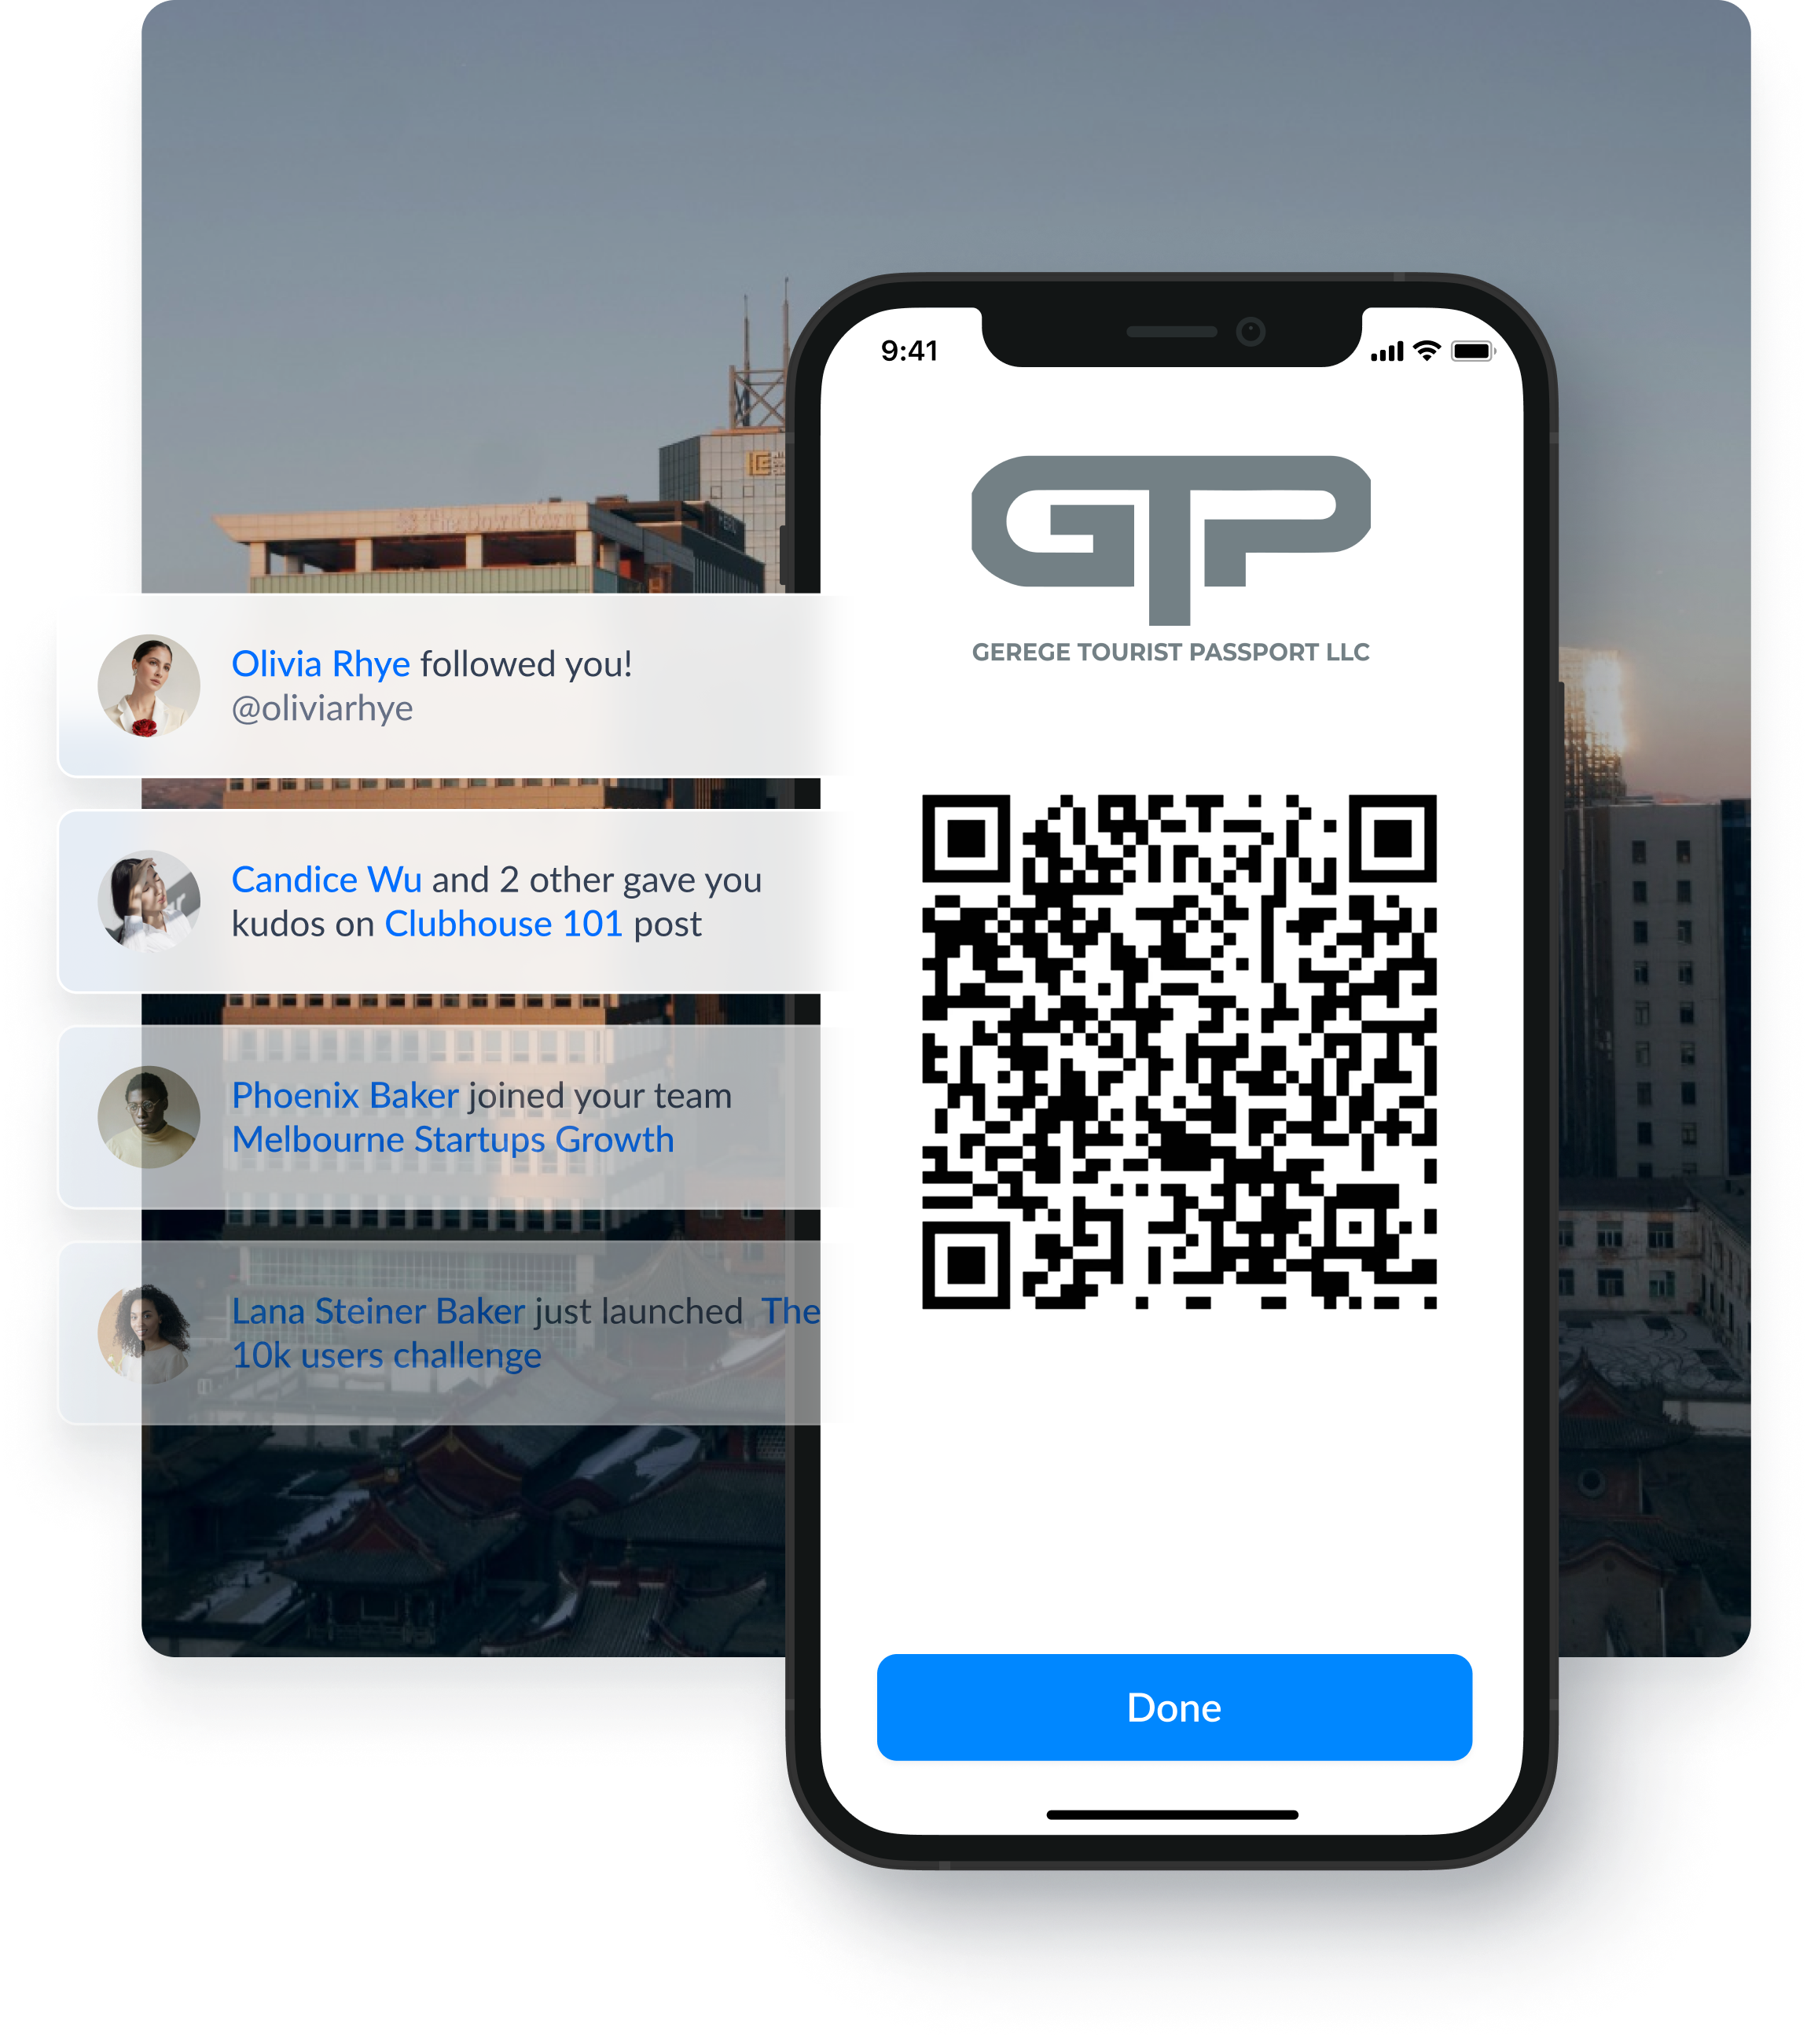 The DownTown
Olivia Rhye followed you!
@oliviarhye
Candice Wu and 2 other gave you
kudos on Clubhouse 101 post
Phoenix Baker joined your team
Melbourne Startups Growth
Lana Steiner Baker just launched The
10k users challenge
9:41
GTP
GEREGE TOURIST PASSPORT LLC
Done